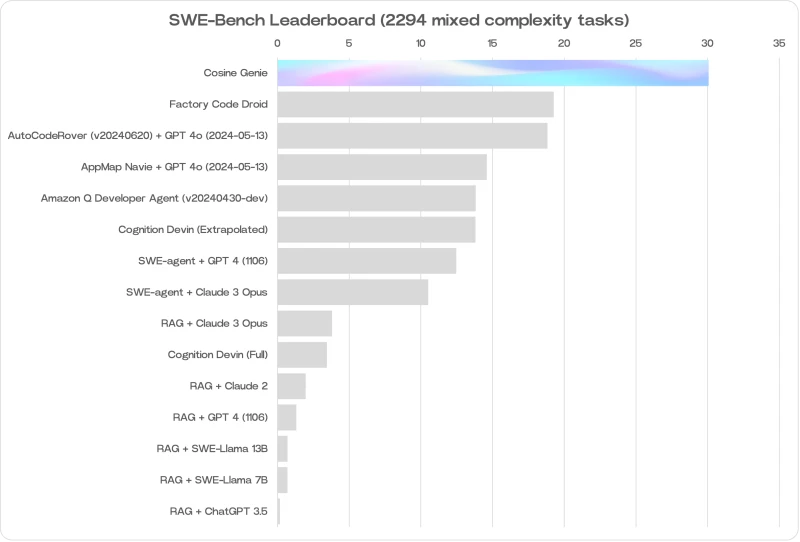 SWE-Bench Leaderboard (2294 mixed complexity tasks)
0 5 10 15 20 25 30 35
Cosine Genie
Factory Code Droid
AutoCodeRover (v20240620) + GPT 4o (2024-05-13)
AppMap Navie + GPT 4o (2024-05-13)
Amazon Q Developer Agent (v20240430-dev)
Cognition Devin (Extrapolated)
SWE-agent + GPT 4 (1106)
SWE-agent + Claude 3 Opus
RAG + Claude 3 Opus
Cognition Devin (Full)
RAG + Claude 2
RAG + GPT 4 (1106)
RAG + SWE-Llama 13B
RAG + SWE-Llama 7B
RAG + ChatGPT 3.5